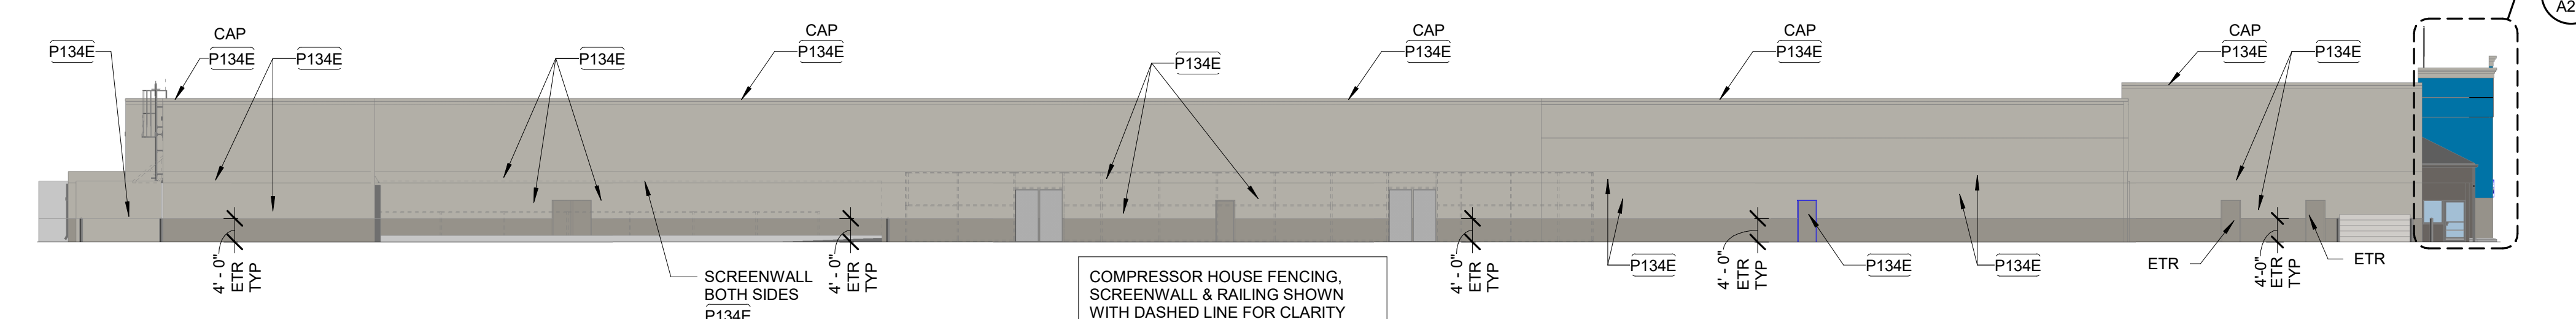 A2
CAP
P134E
P134E
P134E
P134E
CAP
P134E
P134E
CAP
P134E
CAP
P134E
CAP
P134E
P134E
4' - 0"
ETR
TYP
SCREENWALL
BOTH SIDES
P134E
4' - 0"
ETR
TYP
COMPRESSOR HOUSE FENCING,
SCREENWALL & RAILING SHOWN
WITH DASHED LINE FOR CLARITY
4' - 0"
ETR
TYP
P134E
4' - 0"
ETR
TYP
P134E
P134E
ETR
4'-0"
ETR
TYP
ETR